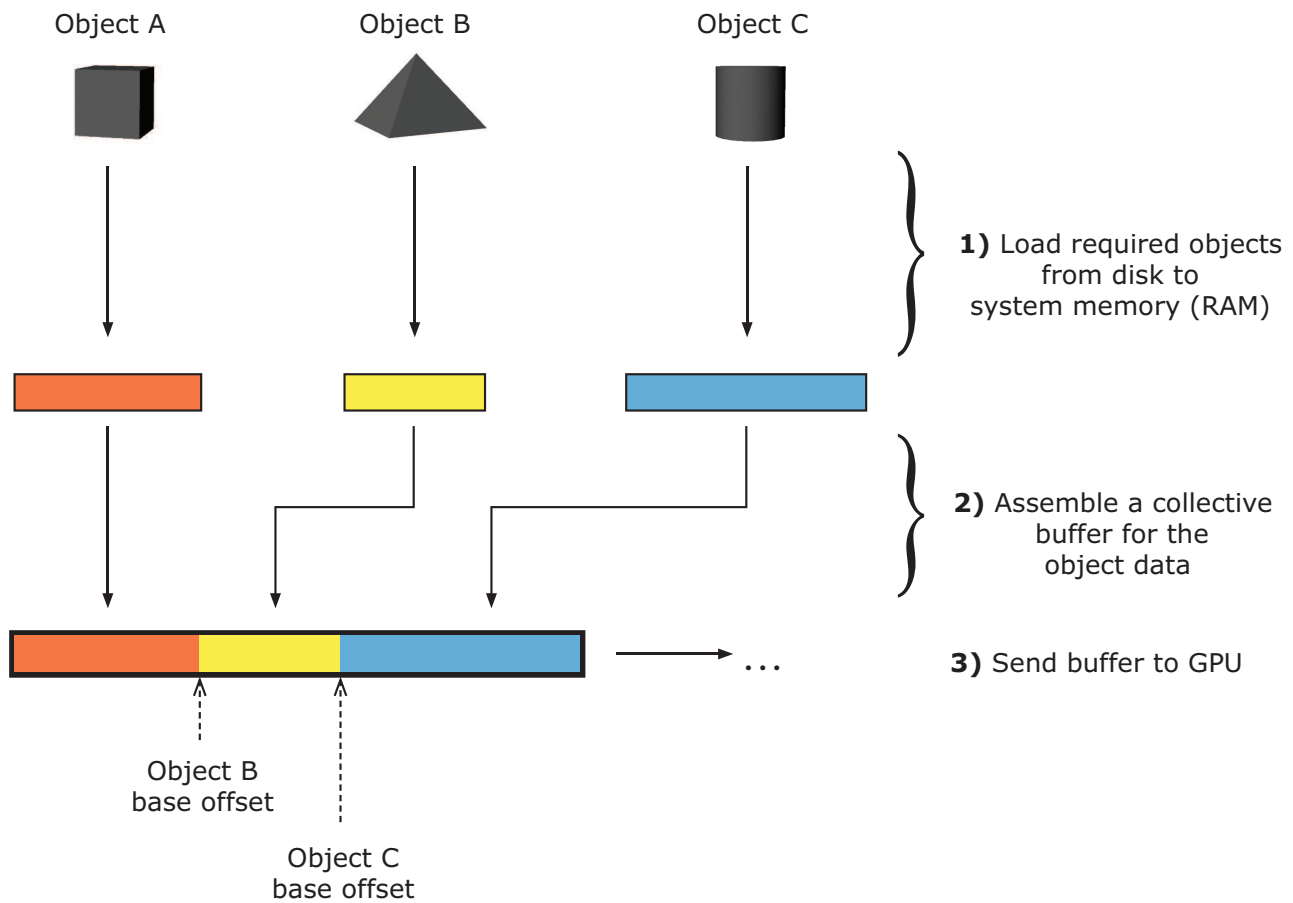 Object A
Object B
Object C
1) Load required objects
from disk to
system memory (RAM)
2) Assemble a collective
buffer for the
object data
...
3) Send buffer to GPU
Object B
base offset
Object C
base offset